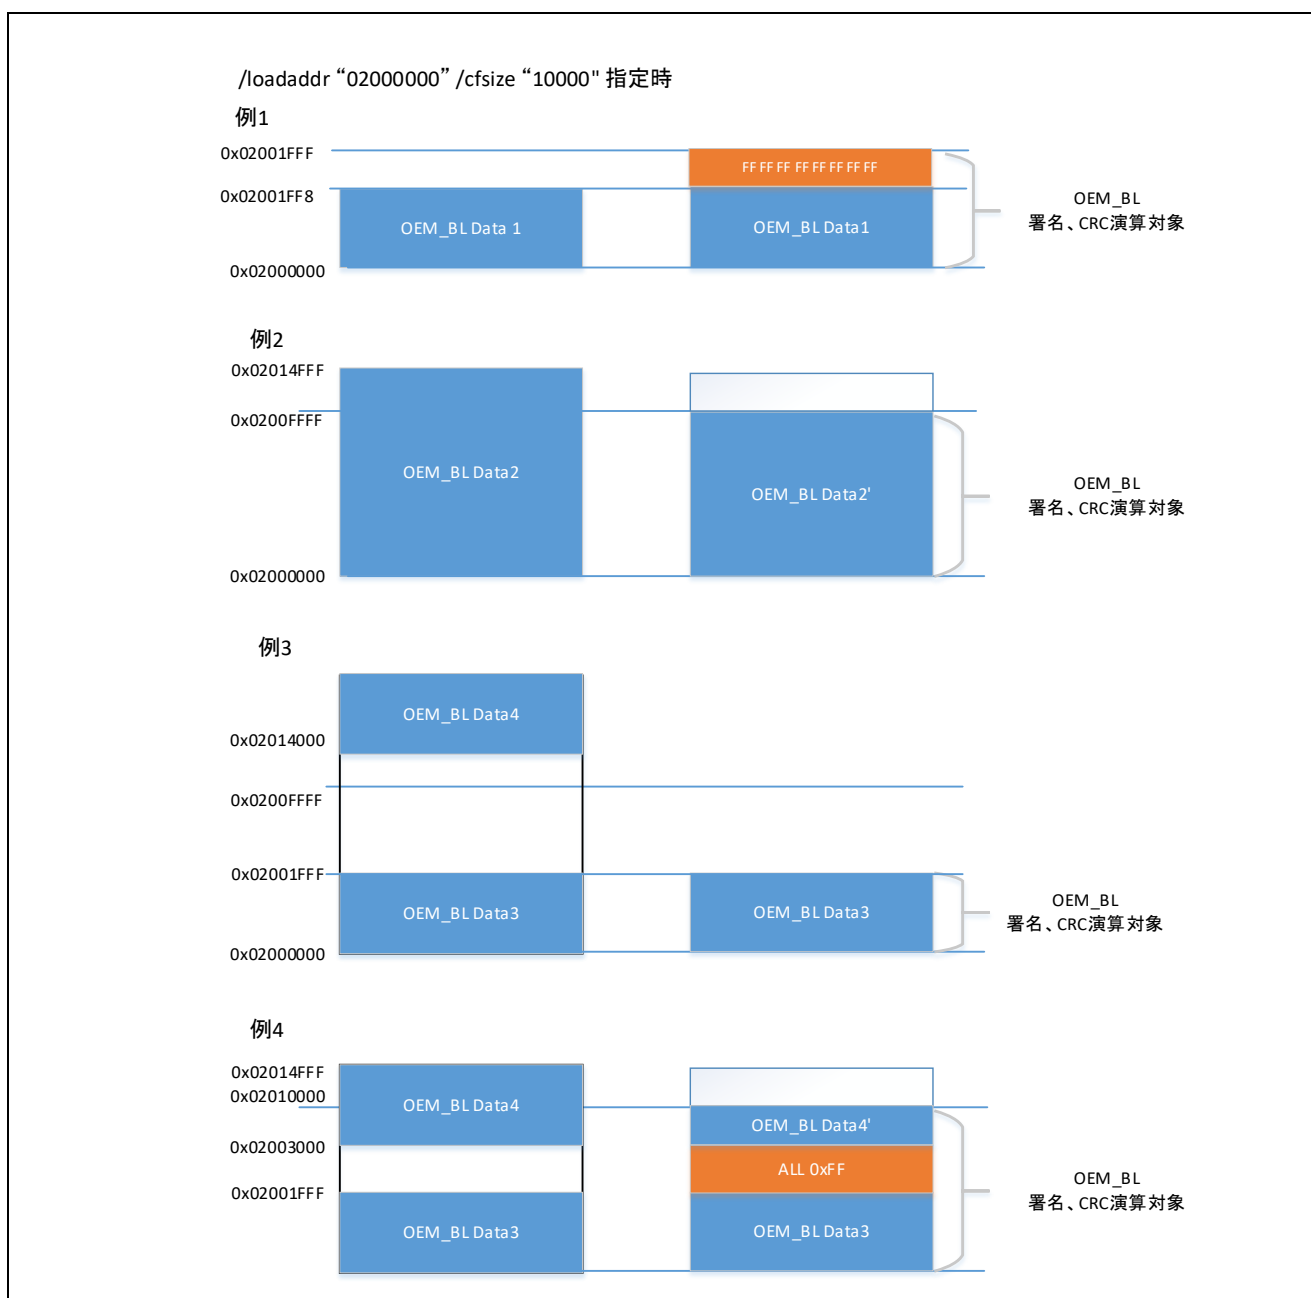 /loadaddr “02000000” /cfsize “10000" 指定時
例1
0x02001FFF
FF FF FF FF FF FF FF FF
0x02001FF8
OEM_BL Data 1
OEM_BL Data1
OEM_BL
署名、CRC演算対象
0x02000000
例2
0x02014FFF
0x0200FFFF
OEM_BL Data2
OEM_BL Data2'
OEM_BL
署名、CRC演算対象
0x02000000
例3
OEM_BL Data4
0x02014000
0x0200FFFF
0x02001FFF
OEM_BL Data3
OEM_BL Data3
OEM_BL
署名、CRC演算対象
0x02000000
例4
0x02014FFF
0x02010000
OEM_BL Data4
OEM_BL Data4'
0x02003000
ALL 0xFF
0x02001FFF
OEM_BL Data3
OEM_BL Data3
OEM_BL
署名、CRC演算対象